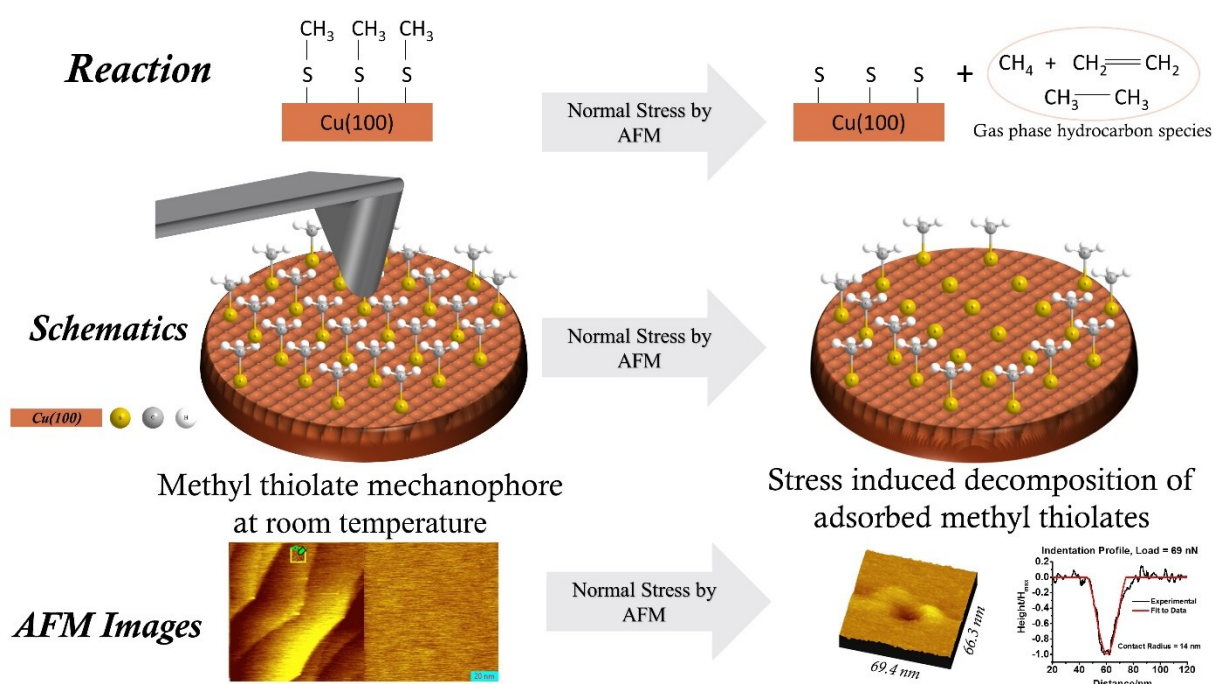 Reaction
CH₃ CH₃ CH₃
S S S
Cu(100)
Normal Stress by
AFM
S S S
Cu(100)
+
CH₄ + CH₂ CH₂
CH₃ CH₃
Gas phase hydrocarbon species
Schematics
Normal Stress by
AFM
Cu(100) S C H
Methyl thiolate mechanophore
at room temperature
Stress induced decomposition of
adsorbed methyl thiolates
AFM Images
20 nm
Normal Stress by
AFM
69.4 nm
66.3 nm
Indentation Profile, Load = 69 nN
Height/Hmax
0.2
0.0
-0.2
-0.4
-0.6
-0.8
-1.0
Experimental
Fit to Data
Contact Radius = 14 nm
20 40 60 80 100 120
Distance/nm